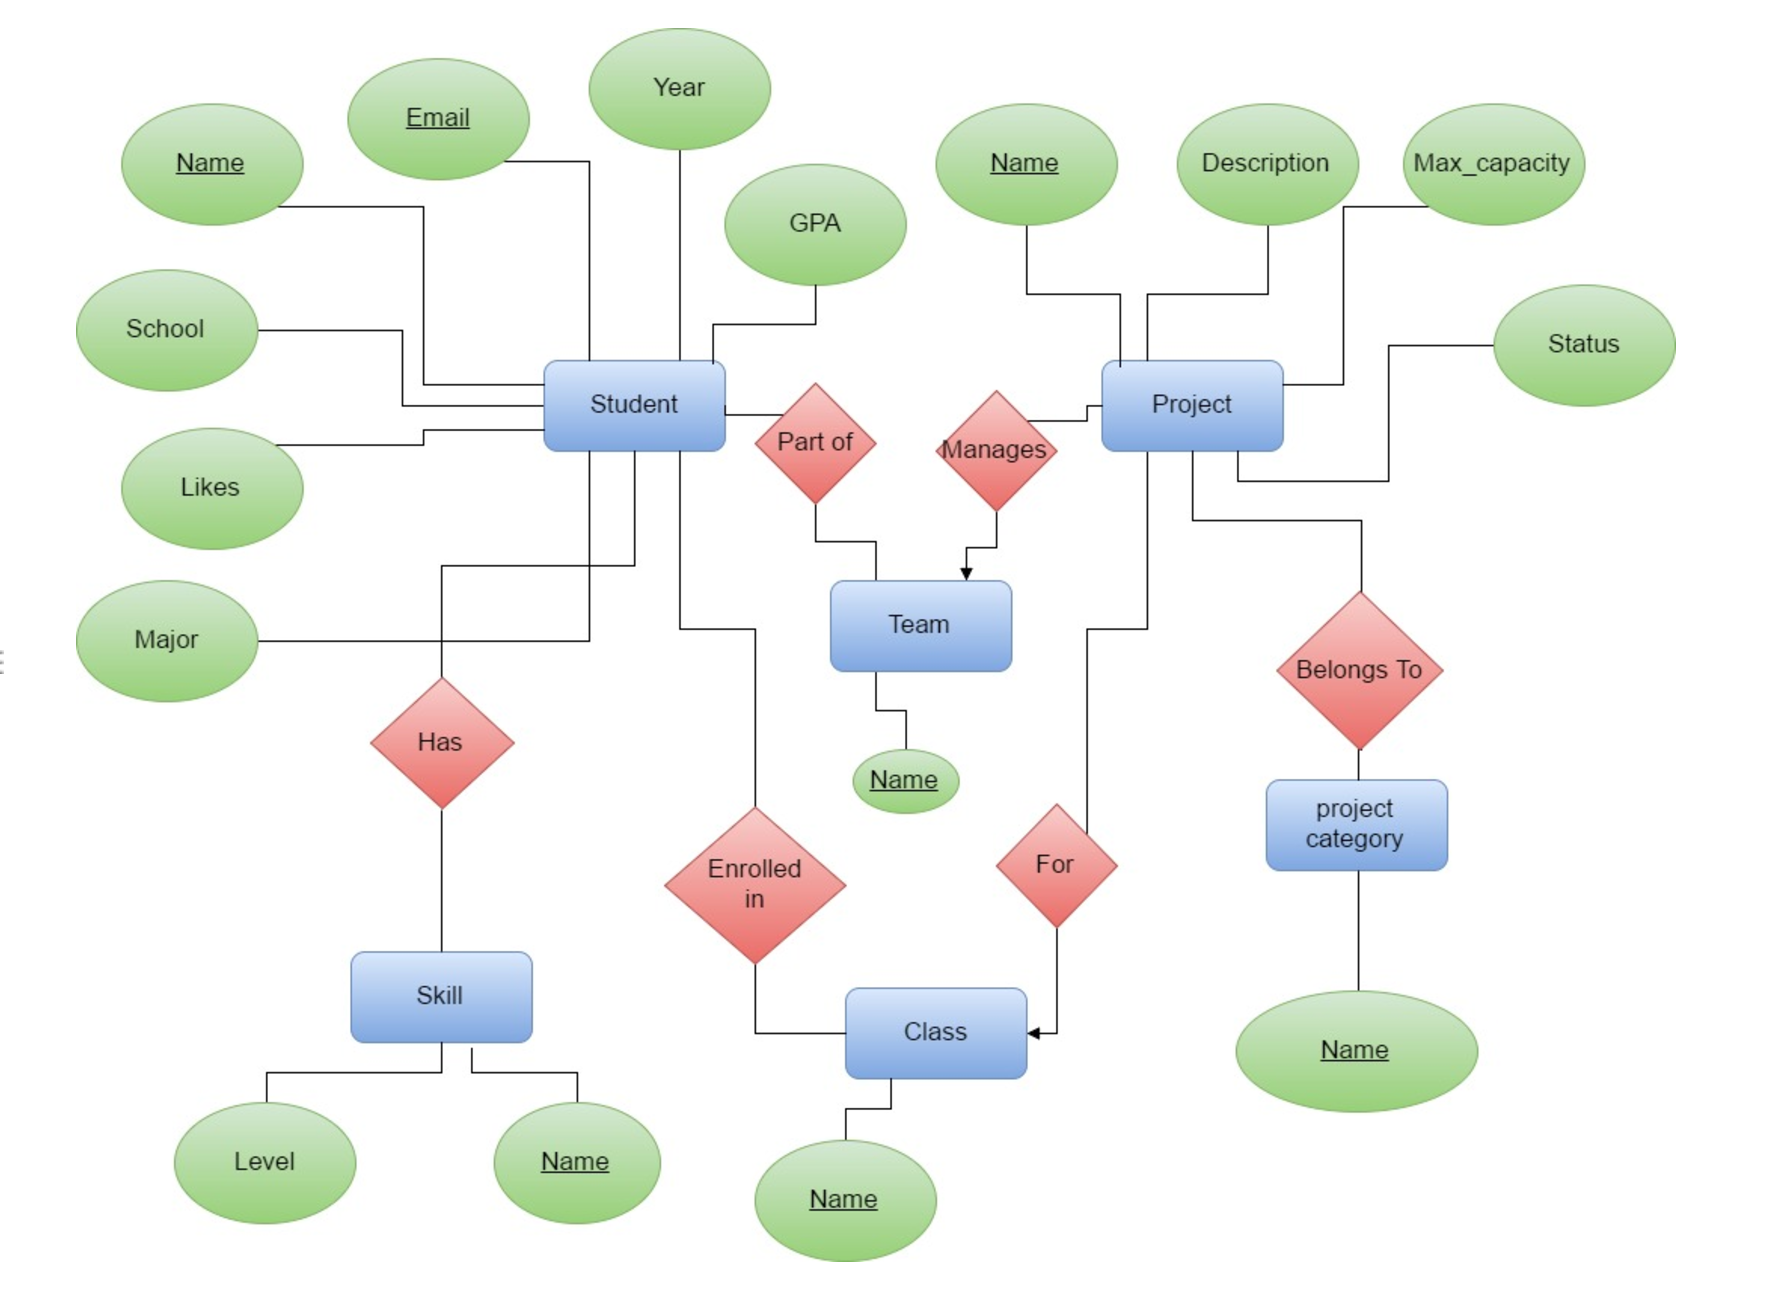 Year
Email
Name
Name
Description
Max_capacity
GPA
School
Status
Student
Project
Part of
Manages
Likes
Team
Major
Belongs To
Has
Name
project
category
Enrolled
in
For
Skill
Class
Name
Level
Name
Name